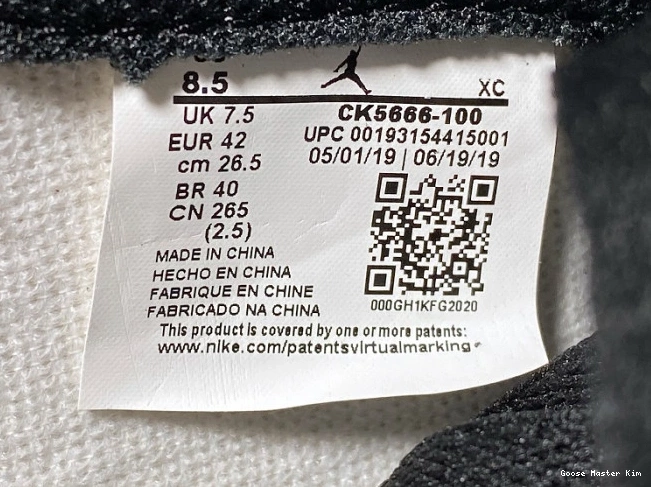 8.5
XC
UK 7.5
EUR 42
cm 26.5
BR 40
CN 265
(2.5)
CK5666-100
UPC 00193154415001
05/01/19 | 06/19/19
000GH1KFG2020
MADE IN CHINA
HECHO EN CHINA
FABRIQUE EN CHINE
FABRICADO NA CHINA
This product is covered by one or more patents:
www.nike.com/patentsvirtualmarking
Goose Master Kim